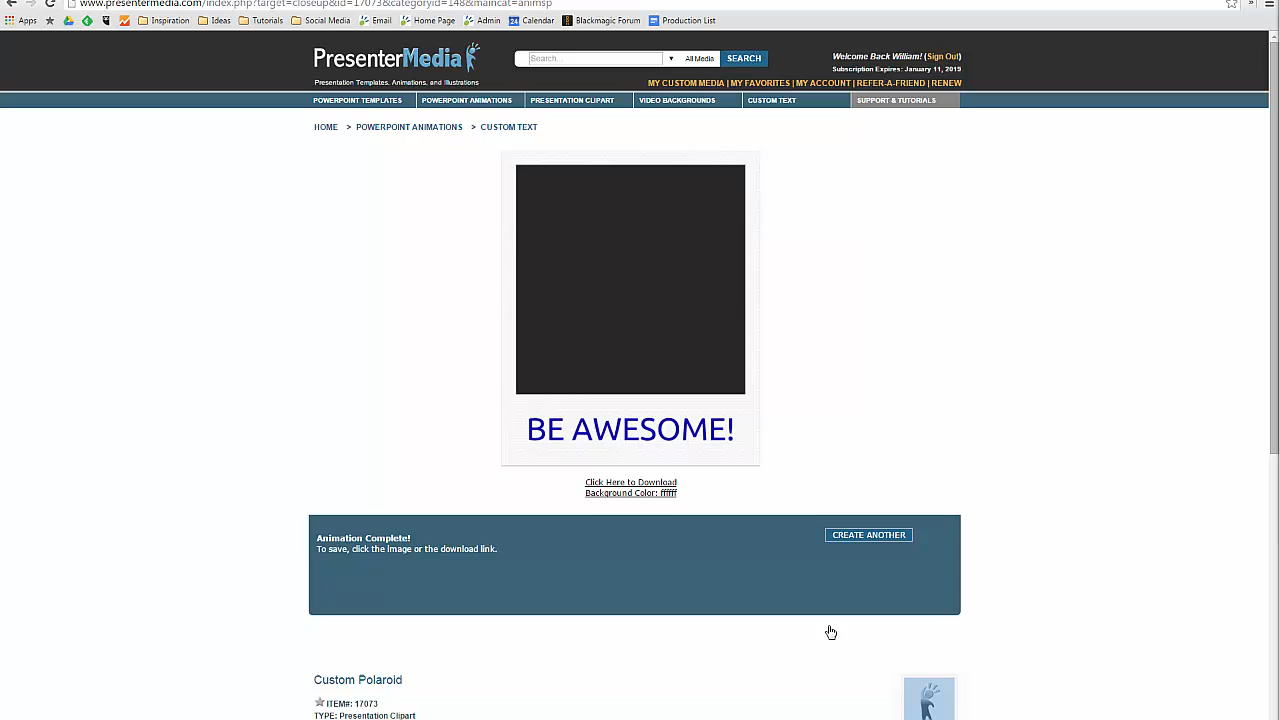 www.presentermedia.com/index.php?target=closeup&id=17073&categoryid=148&maincat=animsp
Apps Inspiration Ideas Tutorials Social Media Email Home Page Admin 24 Calendar Blackmagic Forum Production List
PresenterMedia
Presentation Templates, Animations, and Illustrations
Search... All Media SEARCH
Welcome Back William! (Sign Out)
Subscription Expires: January 11, 2019
MY CUSTOM MEDIA | MY FAVORITES | MY ACCOUNT | REFER-A-FRIEND | RENEW
POWERPOINT TEMPLATES POWERPOINT ANIMATIONS PRESENTATION CLIPART VIDEO BACKGROUNDS CUSTOM TEXT SUPPORT & TUTORIALS
HOME > POWERPOINT ANIMATIONS > CUSTOM TEXT
BE AWESOME!
Click Here to Download
Background Color: ffffff
Animation Complete!
To save, click the image or the download link.
CREATE ANOTHER
Custom Polaroid
ITEM#: 17073
TYPE: Presentation Clipart